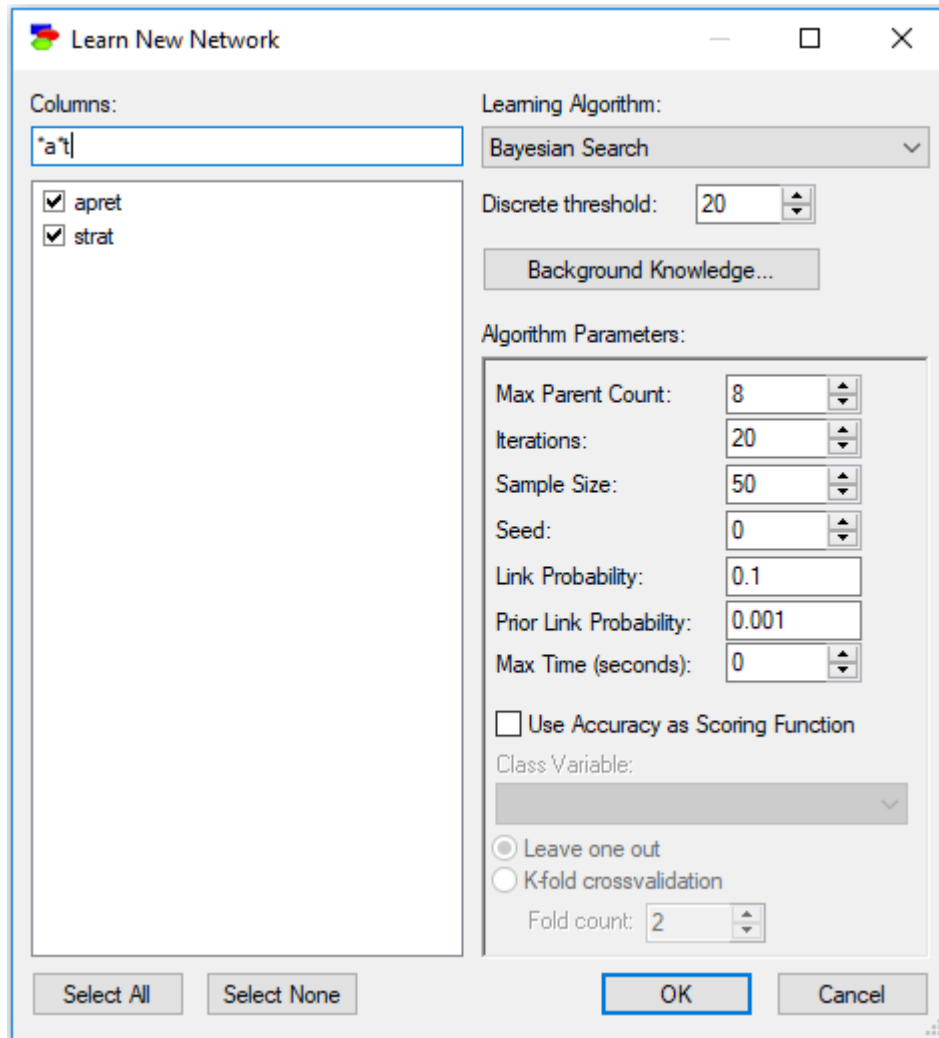 Learn New Network
Columns:
*a*t
apret
strat
Select All
Select None
Learning Algorithm:
Bayesian Search
Discrete threshold: 20
Background Knowledge...
Algorithm Parameters:
Max Parent Count: 8
Iterations: 20
Sample Size: 50
Seed: 0
Link Probability: 0.1
Prior Link Probability: 0.001
Max Time (seconds): 0
Use Accuracy as Scoring Function
Class Variable:
Leave one out
K-fold crossvalidation
Fold count: 2
OK
Cancel